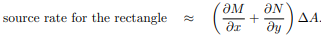 source rate for the rectangle ≈ (∂M/∂x + ∂N/∂y) ΔA.